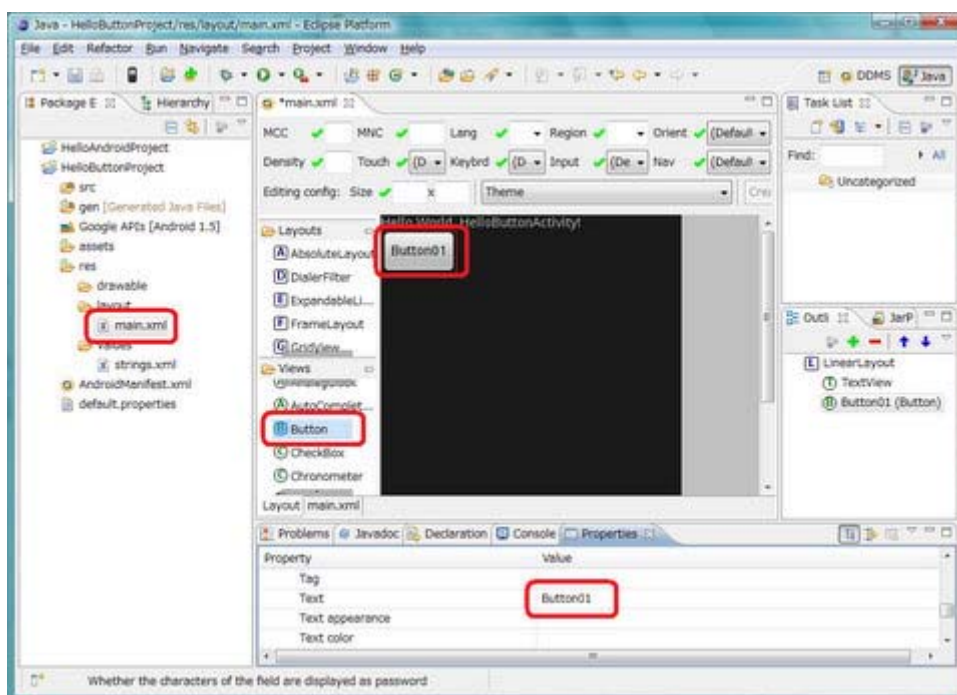 Java - HelloButtonProject/res/layout/main.xml - Eclipse Platform
File Edit Refactor Run Navigate Search Project Window Help
DDMS Java
Package E Hierarchy
HelloAndroidProject
HelloButtonProject
src
gen [Generated Java Files]
Google APIs [Android 1.5]
assets
res
drawable
layout
main.xml
values
strings.xml
AndroidManifest.xml
default.properties
*main.xml
MCC MNC Lang Region Orient (Default
Density Touch (D Keybrd (D Input (De Nav (Default
Editing config: Size x Theme Cre
Layouts
AbsoluteLayout
DialerFilter
ExpandableLi...
FrameLayout
GridView
Views
AutoComplet...
Button
CheckBox
Chronometer
Hello World, HelloButtonActivity!
Button01
Layout main.xml
Task List
Find: All
Uncategorized
Outli JarP
LinearLayout
TextView
Button01 (Button)
Problems Javadoc Declaration Console Properties
Property Value
Tag
Text Button01
Text appearance
Text color
Whether the characters of the field are displayed as password